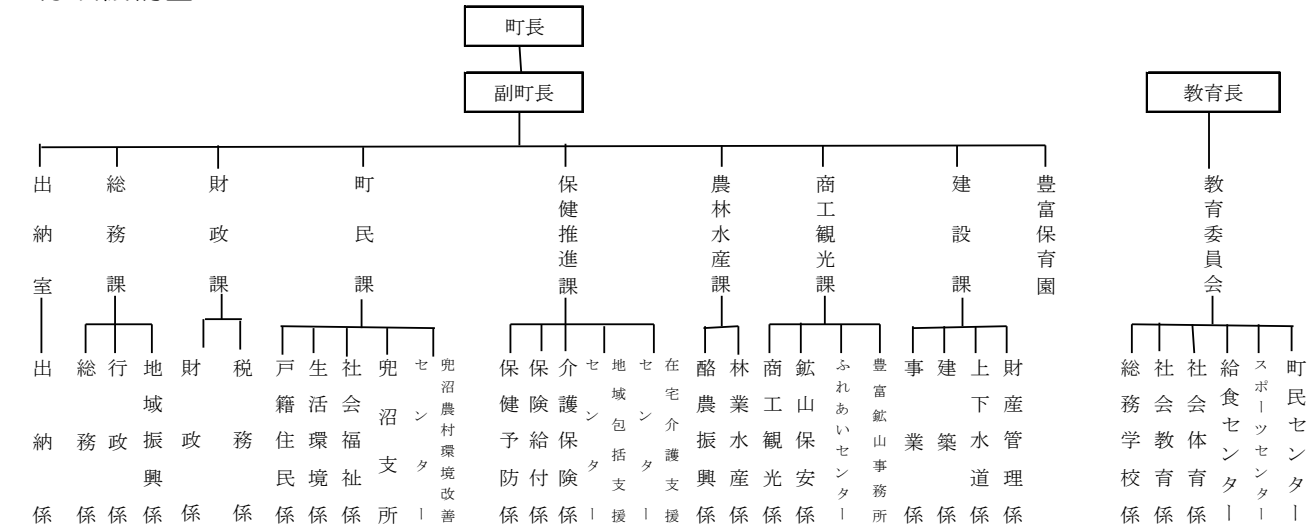 町長
副町長
教育長
出納室
総務課
財政課
町民課
保健推進課
農林水産課
商工観光課
建設課
豊富保育園
教育委員会
出納係
総務係
行政係
地域振興係
財政係
税務係
戸籍住民係
生活環境係
社会福祉係
兜沼支所
兜沼農村環境改善
センター
保健予防係
保険給付係
介護保険係
地域包括支援
センター
在宅介護支援
センター
酪農振興係
林業水産係
商工観光係
鉱山保安係
ふれあいセンター
豊富鉱山事務所
事業係
建築係
上下水道係
財産管理係
総務学校係
社会教育係
社会体育係
給食センター
スポーツセンター
町民センター